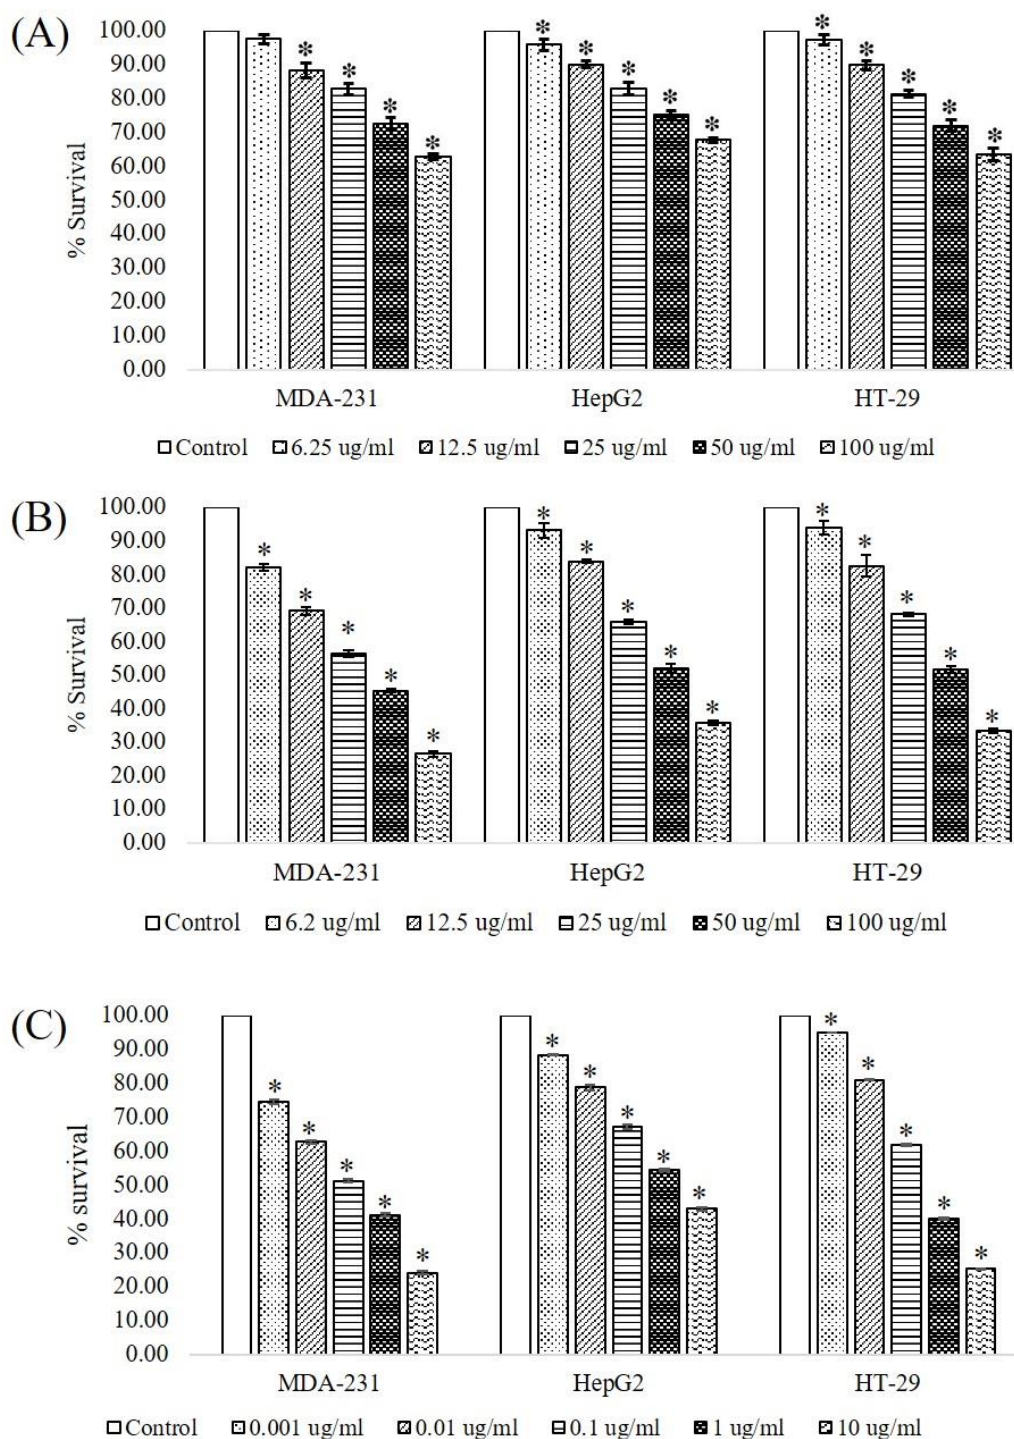 (A)
% Survival
100.00
90.00
80.00
70.00
60.00
50.00
40.00
30.00
20.00
10.00
0.00
* * * *
* * * * *
* * * * *
MDA-231 HepG2 HT-29
Control 6.25 ug/ml 12.5 ug/ml 25 ug/ml 50 ug/ml 100 ug/ml
(B)
% Survival
100.00
90.00
80.00
70.00
60.00
50.00
40.00
30.00
20.00
10.00
0.00
* * * * *
* * * * *
* * * * *
MDA-231 HepG2 HT-29
Control 6.2 ug/ml 12.5 ug/ml 25 ug/ml 50 ug/ml 100 ug/ml
(C)
% survival
100.00
90.00
80.00
70.00
60.00
50.00
40.00
30.00
20.00
10.00
0.00
* * * * *
* * * * *
* * * * *
MDA-231 HepG2 HT-29
Control 0.001 ug/ml 0.01 ug/ml 0.1 ug/ml 1 ug/ml 10 ug/ml